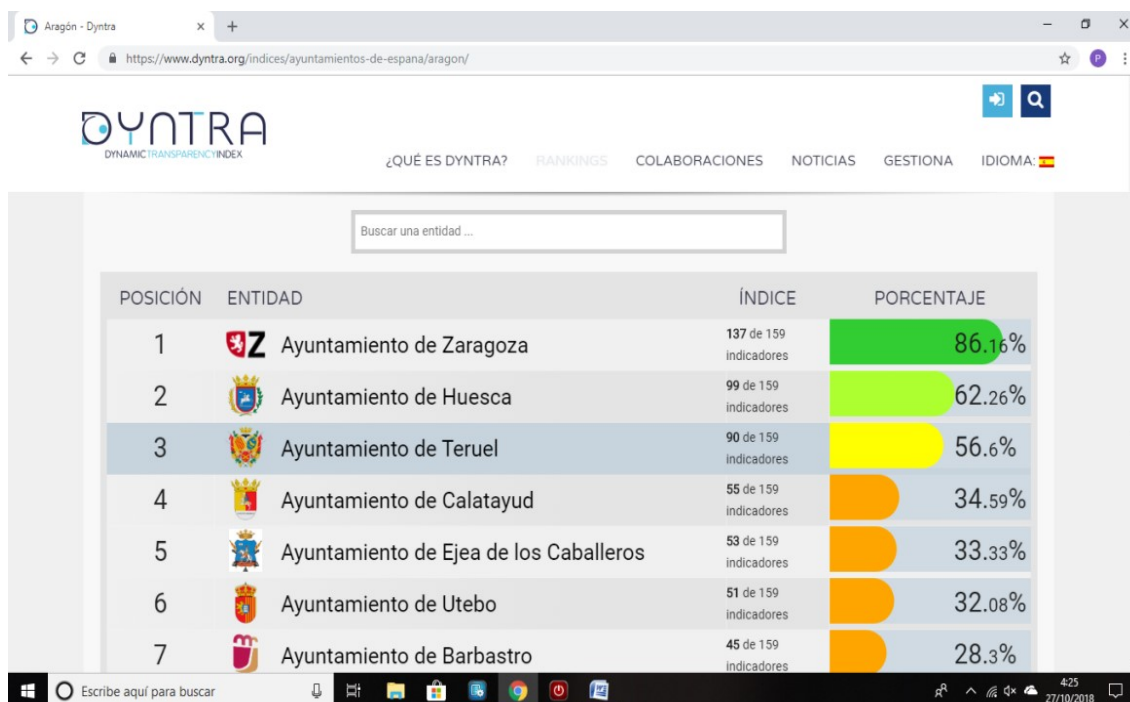 Aragón - Dyntra
https://www.dyntra.org/indices/ayuntamientos-de-espana/aragon/
P
DYNTRA
DYNAMICTRANSPARENCYINDEX
¿QUÉ ES DYNTRA? RANKINGS COLABORACIONES NOTICIAS GESTIONA IDIOMA:
Buscar una entidad ...
POSICIÓN ENTIDAD ÍNDICE PORCENTAJE
1 Z Ayuntamiento de Zaragoza 137 de 159 indicadores 86.16%
2 Ayuntamiento de Huesca 99 de 159 indicadores 62.26%
3 Ayuntamiento de Teruel 90 de 159 indicadores 56.6%
4 Ayuntamiento de Calatayud 55 de 159 indicadores 34.59%
5 Ayuntamiento de Ejea de los Caballeros 53 de 159 indicadores 33.33%
6 Ayuntamiento de Utebo 51 de 159 indicadores 32.08%
7 Ayuntamiento de Barbastro 45 de 159 indicadores 28.3%
Escribe aquí para buscar
4:25
27/10/2018